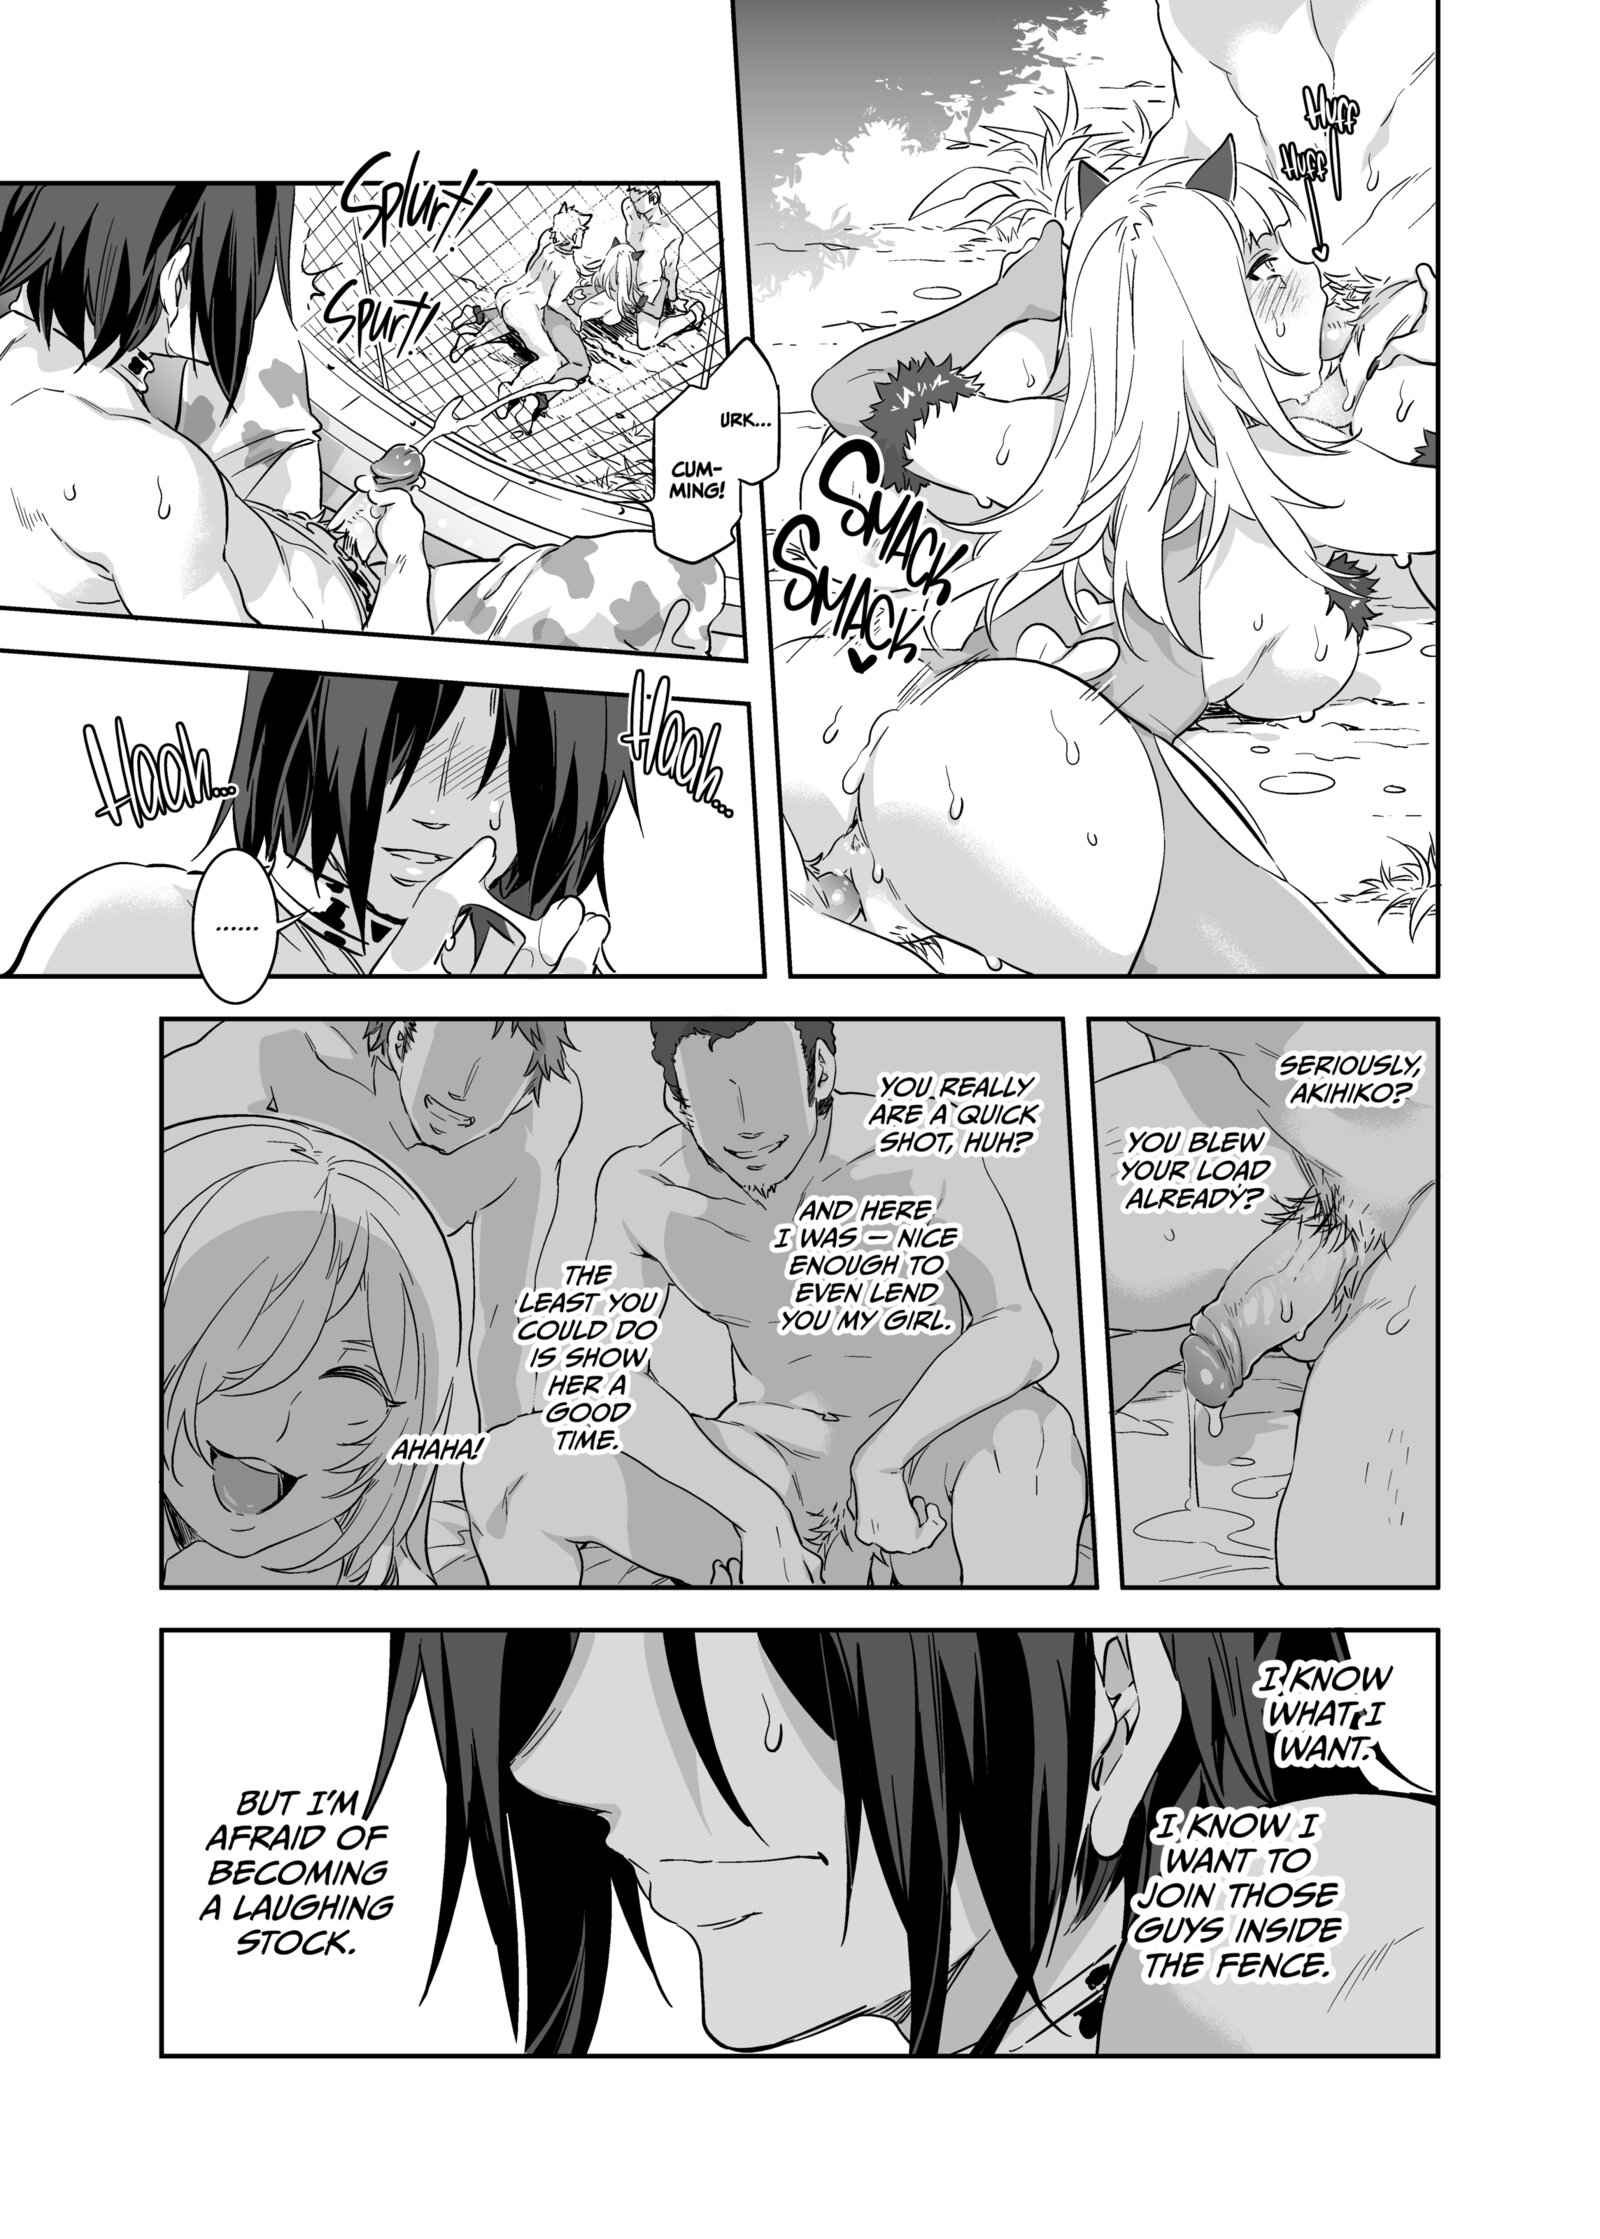 Huff
Huff
SMACK
SMACK
URK...
CUM-
MING!
Splurt!
Spurt!
Haah...
Haah...
......
SERIOUSLY,
AKIHIKO?
YOU BLEW
YOUR LOAD
ALREADY?
YOU REALLY
ARE A QUICK
SHOT, HUH?
AND HERE
I WAS – NICE
ENOUGH TO
EVEN LEND
YOU MY GIRL.
THE
LEAST YOU
COULD DO
IS SHOW
HER A
GOOD
TIME.
AHAHA!
I KNOW
WHAT I
WANT.
I KNOW I
WANT TO
JOIN THOSE
GUYS INSIDE
THE FENCE.
BUT I'M
AFRAID OF
BECOMING
A LAUGHING
STOCK.